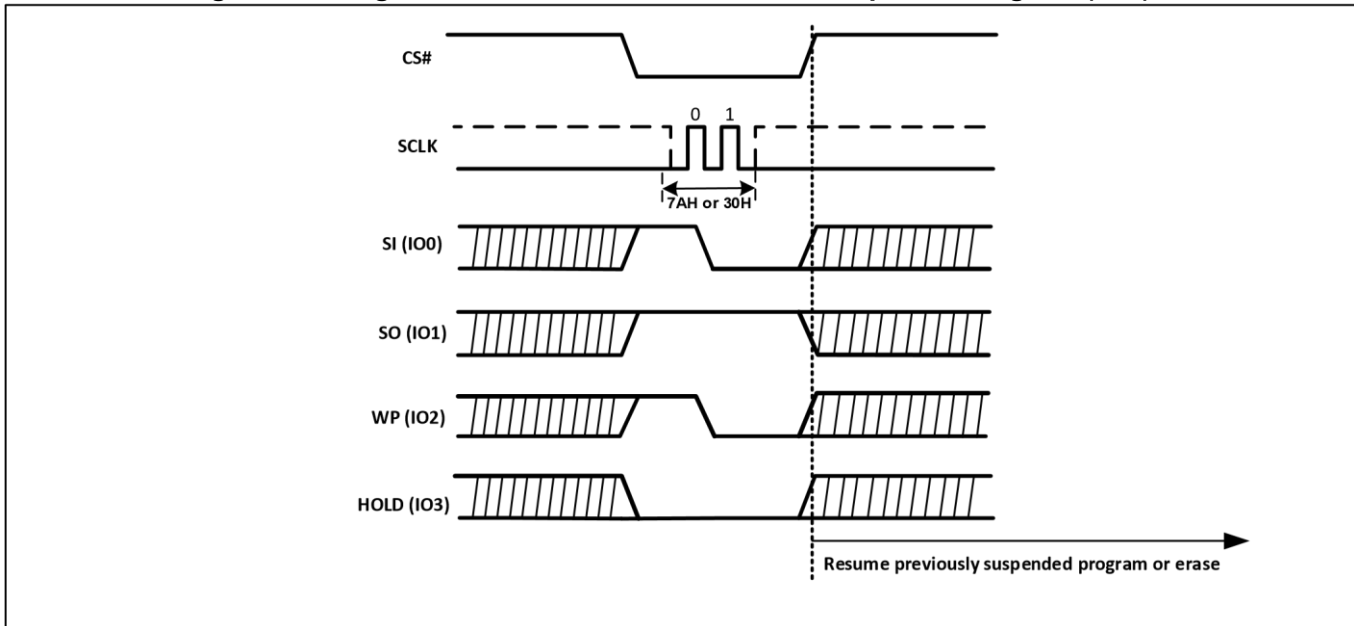 CS#
0 1
SCLK
7AH or 30H
SI (IO0)
SO (IO1)
WP (IO2)
HOLD (IO3)
Resume previously suspended program or erase